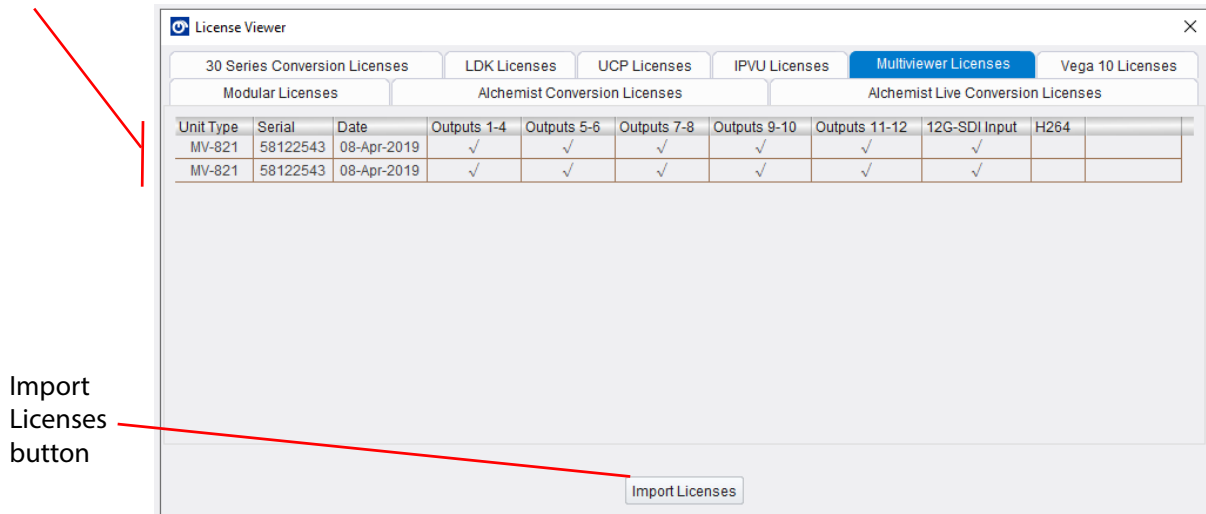 License Viewer
30 Series Conversion Licenses LDK Licenses UCP Licenses IPVU Licenses Multiviewer Licenses Vega 10 Licenses
Modular Licenses Alchemist Conversion Licenses Alchemist Live Conversion Licenses
Unit Type Serial Date Outputs 1-4 Outputs 5-6 Outputs 7-8 Outputs 9-10 Outputs 11-12 12G-SDI Input H264
MV-821 58122543 08-Apr-2019 √ √ √ √ √ √
MV-821 58122543 08-Apr-2019 √ √ √ √ √ √
Import
Licenses
button
Import Licenses